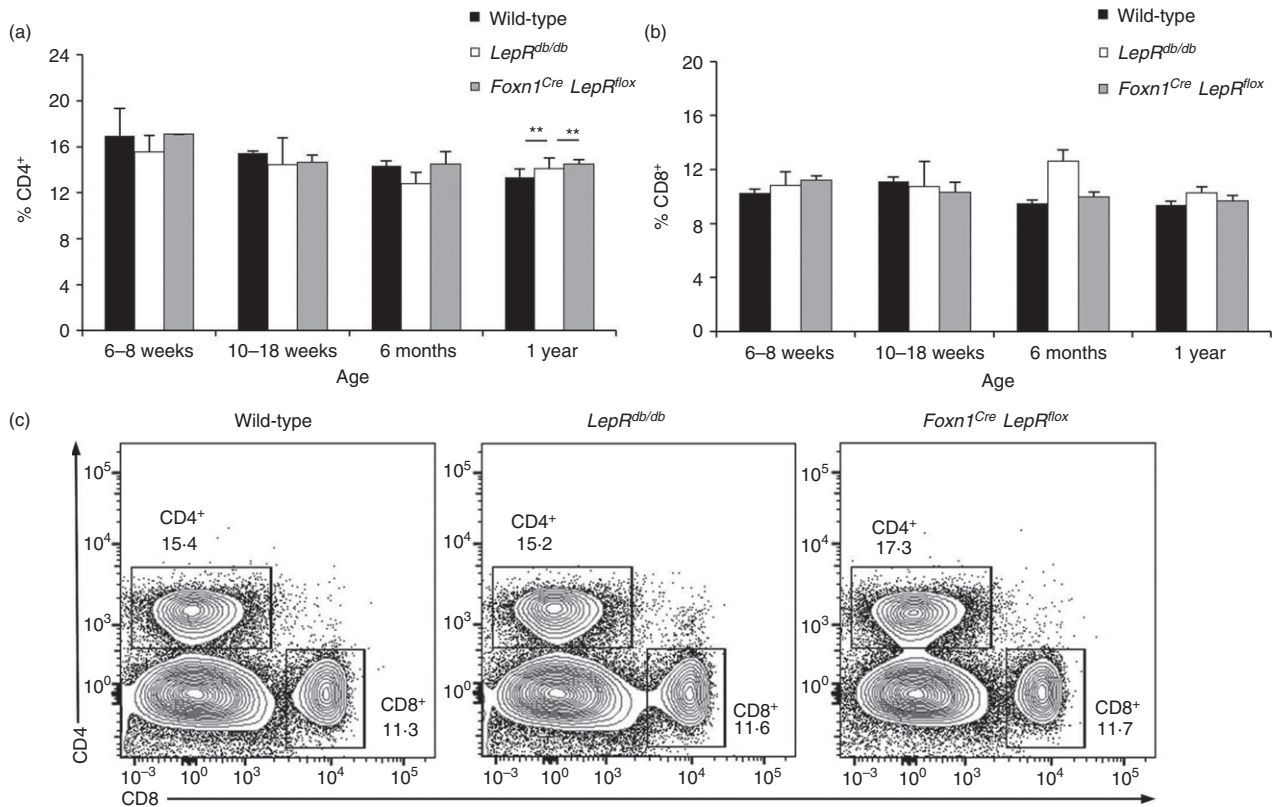 (a)
Wild-type
LepR^db/db
Foxn1^Cre LepR^flox
24
20
16
12
8
4
0
% CD4+
** **
6–8 weeks 10–18 weeks 6 months 1 year
Age
(b)
Wild-type
LepR^db/db
Foxn1^Cre LepR^flox
20
16
12
8
4
0
% CD8+
6–8 weeks 10–18 weeks 6 months 1 year
Age
(c)
Wild-type
LepR^db/db
Foxn1^Cre LepR^flox
10^5
10^4
10^3
10^0
CD4+
15·4
CD8+
11·3
10^–3 10^0 10^3 10^4 10^5
10^5
10^4
10^3
10^0
CD4+
15·2
CD8+
11·6
10^–3 10^0 10^3 10^4 10^5
10^5
10^4
10^3
10^0
CD4+
17·3
CD8+
11·7
10^–3 10^0 10^3 10^4 10^5
CD4
CD8